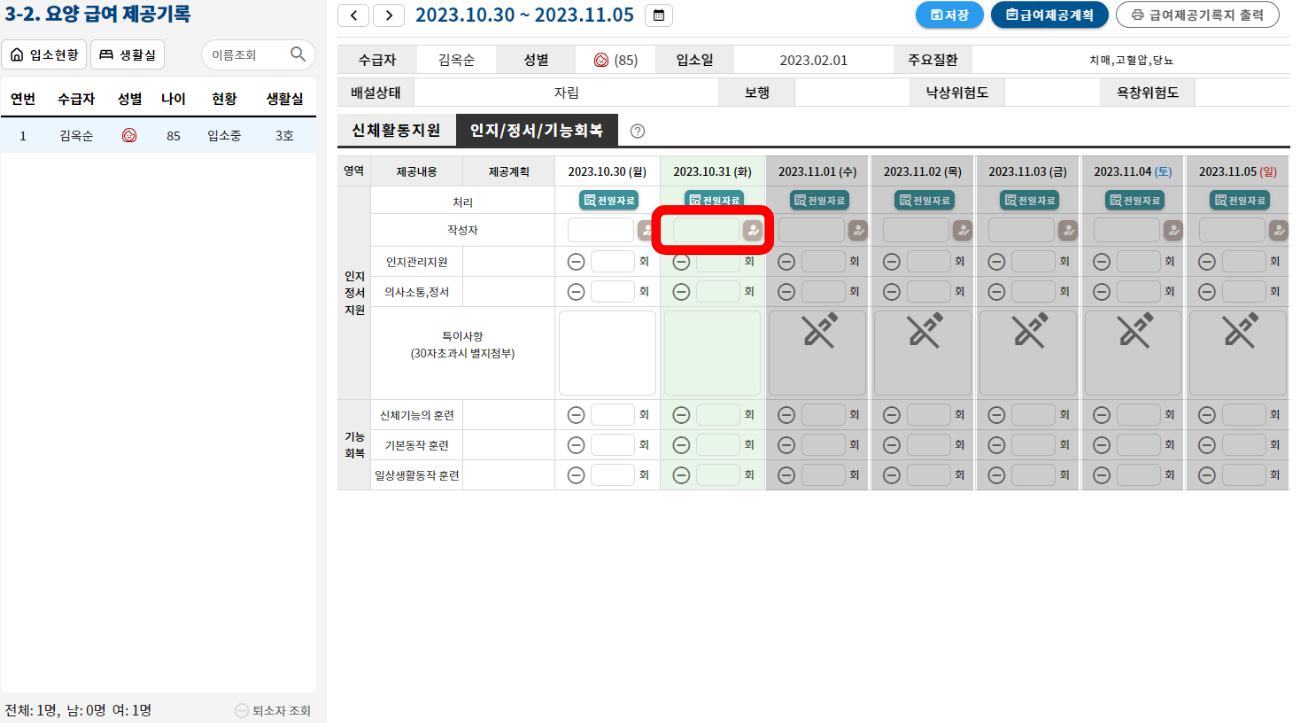 3-2. 요양 급여 제공기록
입소현황 생활실 이름조회
연번 수급자 성별 나이 현황 생활실
1 김옥순 85 입소중 3호
전체: 1명, 남: 0명 여: 1명 퇴소자 조회
2023.10.30 ~ 2023.11.05 저장 급여제공계획 급여제공기록지 출력
수급자 김옥순 성별 (85) 입소일 2023.02.01 주요질환 치매,고혈압,당뇨
배설상태 자립 보행 낙상위험도 욕창위험도
신체활동지원 인지/정서/기능회복 ?
영역 제공내용 제공계획 2023.10.30 (월) 2023.10.31 (화) 2023.11.01 (수) 2023.11.02 (목) 2023.11.03 (금) 2023.11.04 (토) 2023.11.05 (일)
처리 전일자료 전일자료 전일자료 전일자료 전일자료 전일자료 전일자료
작성자
인지
정서
지원
인지관리지원 회 회 회 회 회 회 회
의사소통,정서 회 회 회 회 회 회 회
특이사항
(30자초과시 별지첨부)
기능
회복
신체기능의 훈련 회 회 회 회 회 회 회
기본동작 훈련 회 회 회 회 회 회 회
일상생활동작 훈련 회 회 회 회 회 회 회